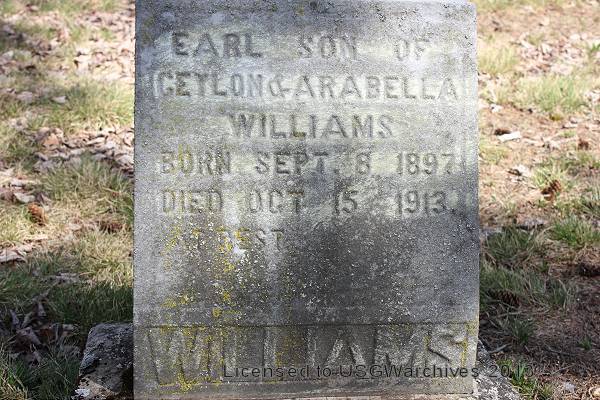 EARL SON OF
CEYLON & ARABELLA
WILLIAMS
BORN SEPT. 8, 1897
DIED OCT 15, 1913.
AT REST.
WILLIAMS
Licensed to USGWarchives